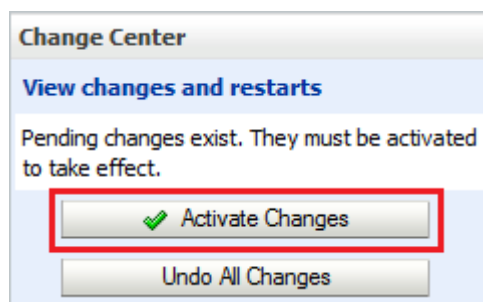 Change Center
View changes and restarts
Pending changes exist. They must be activated
to take effect.
Activate Changes
Undo All Changes